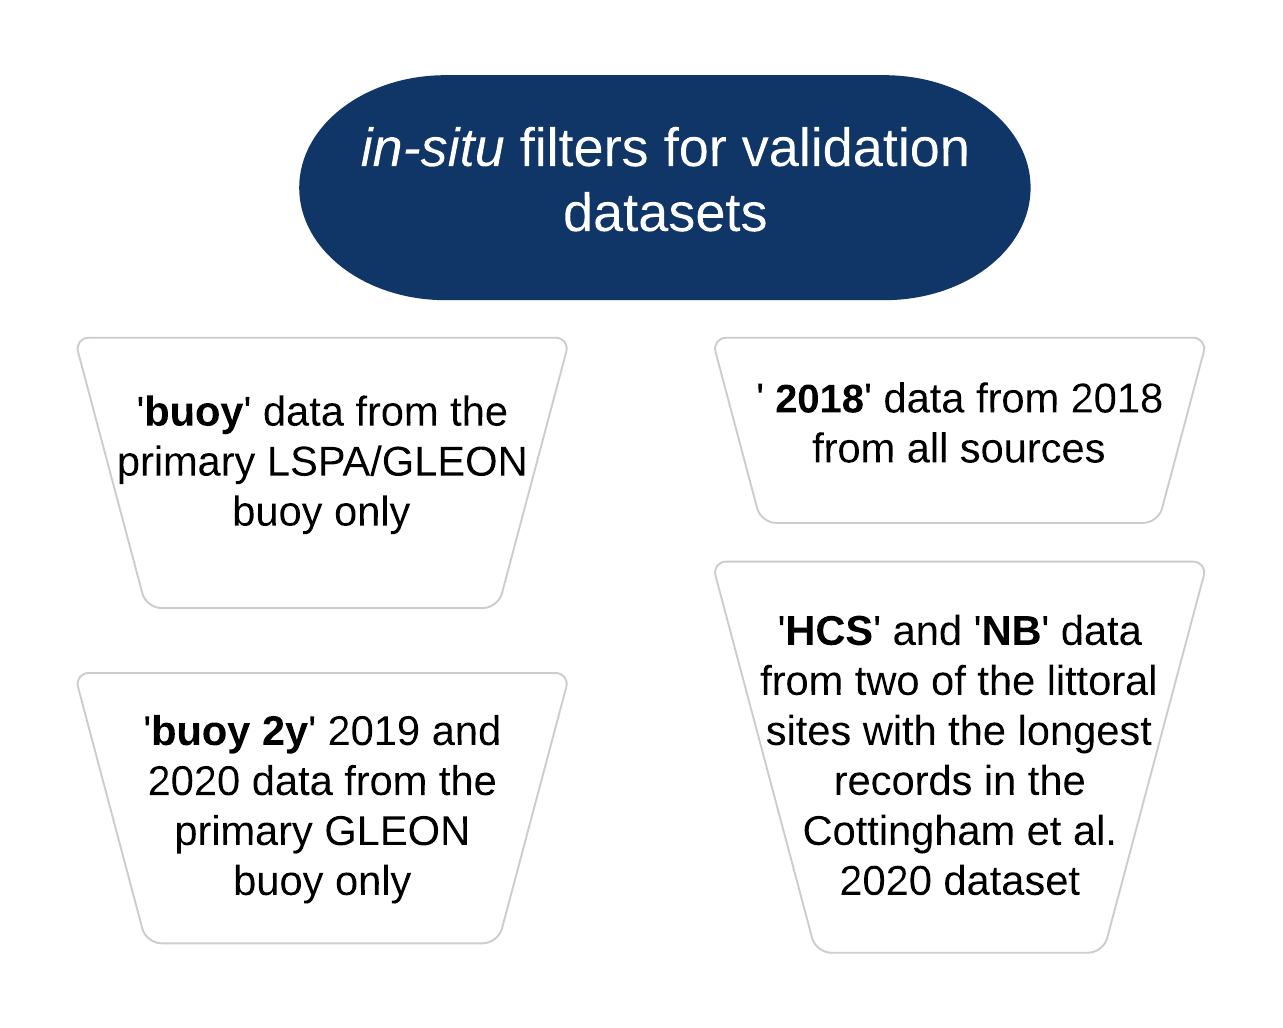 in-situ filters for validation
datasets
'buoy' data from the
primary LSPA/GLEON
buoy only
'buoy 2y' 2019 and
2020 data from the
primary GLEON
buoy only
' 2018' data from 2018
from all sources
'HCS' and 'NB' data
from two of the littoral
sites with the longest
records in the
Cottingham et al.
2020 dataset